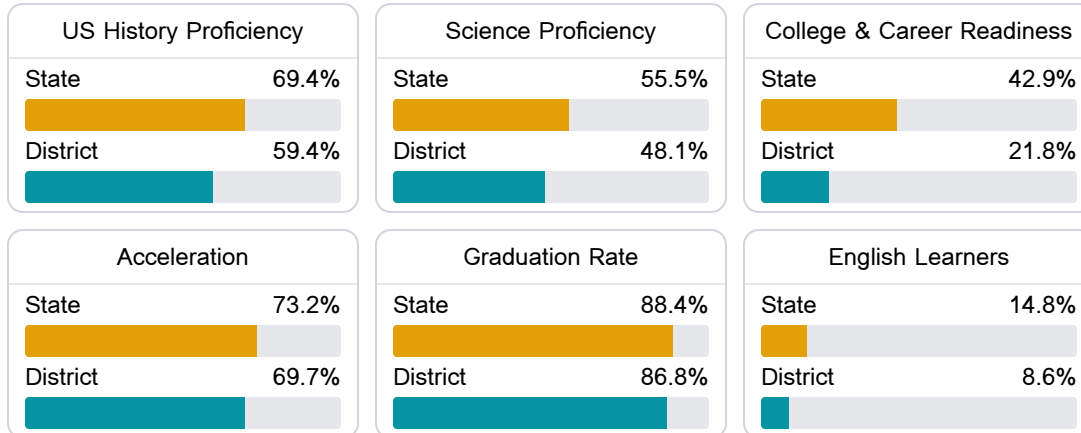 US History Proficiency
State 69.4%
District 59.4%
Science Proficiency
State 55.5%
District 48.1%
College & Career Readiness
State 42.9%
District 21.8%
Acceleration
State 73.2%
District 69.7%
Graduation Rate
State 88.4%
District 86.8%
English Learners
State 14.8%
District 8.6%